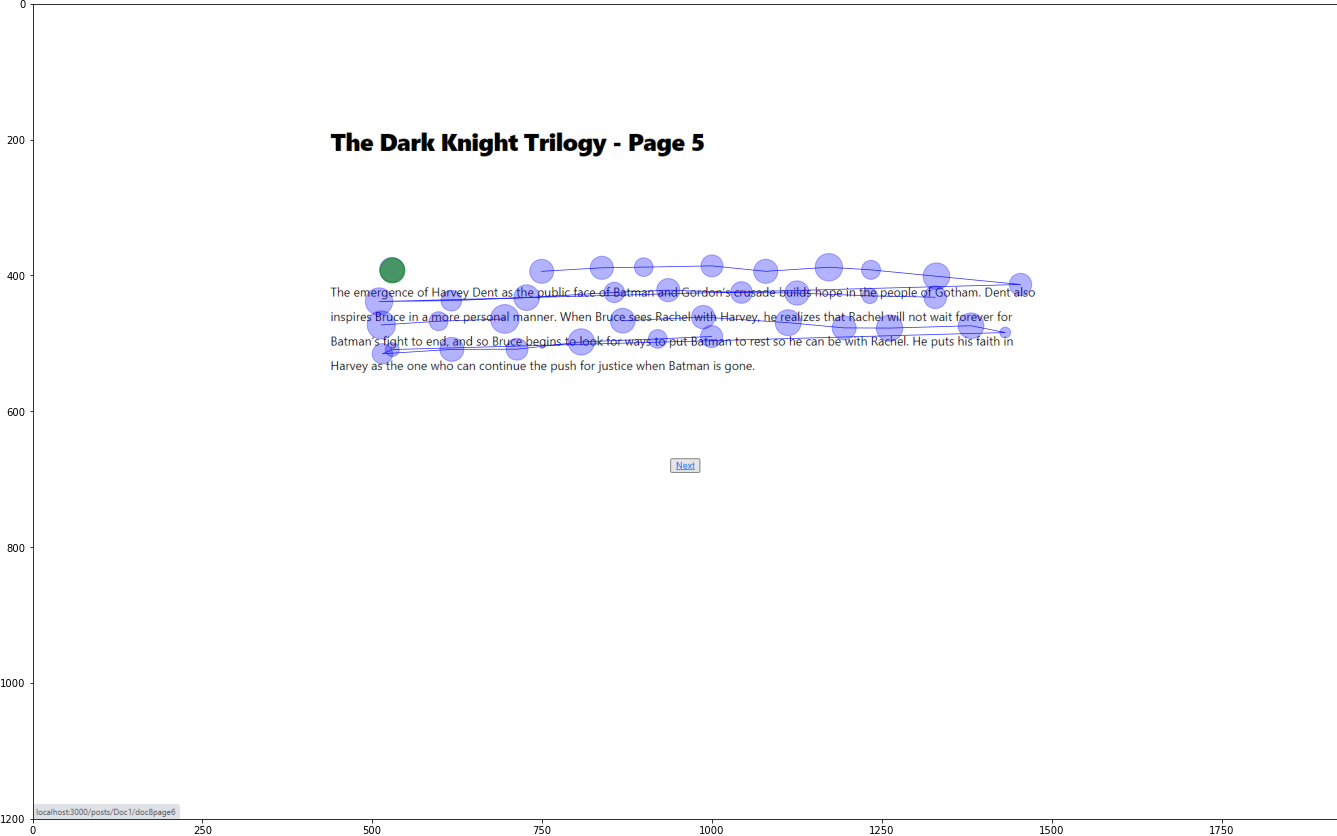 The Dark Knight Trilogy - Page 5
The emergence of Harvey Dent as the public face of Batman and Gordon's crusade builds hope in the people of Gotham. Dent also
inspires Bruce in a more personal manner. When Bruce sees Rachel with Harvey, he realizes that Rachel will not wait forever for
Batman's fight to end, and so Bruce begins to look for ways to put Batman to rest so he can be with Rachel. He puts his faith in
Harvey as the one who can continue the push for justice when Batman is gone.
Next
localhost:3000/posts/Doc1/doc8page6
0
200
400
600
800
1000
1200
0 250 500 750 1000 1250 1500 1750